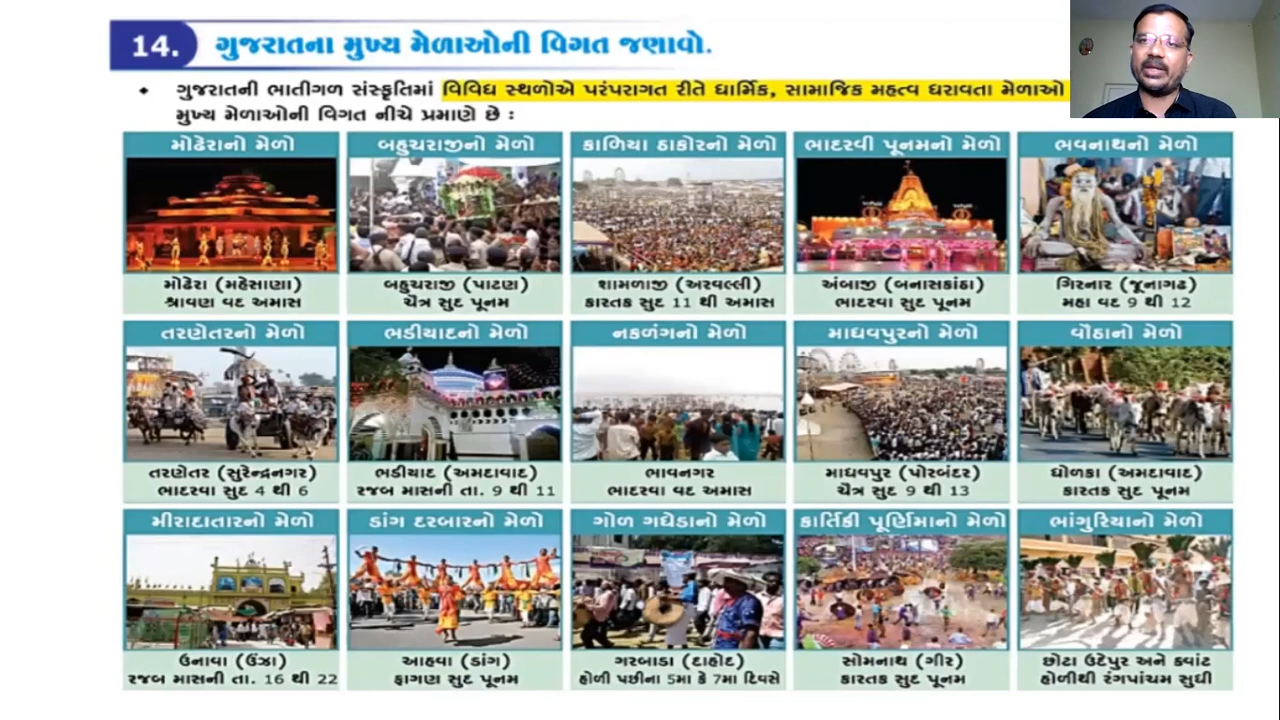 14. ગુજરાતના મુખ્ય મેળાઓની વિગત જણાવો.
ગુજરાતની ભાતીગળ સંસ્કૃતિમાં વિવિધ સ્થળોએ પરંપરાગત રીતે ધાર્મિક, સામાજિક મહત્વ ધરાવતા મેળાઓ
મુખ્ય મેળાઓની વિગત નીચે પ્રમાણે છે :
મોઢેરાનો મેળો
મોઢેરા (મહેસાણા)
શ્રાવણ વદ અમાસ
બહુચરાજીનો મેળો
બહુચરાજી (પાટણ)
ચૈત્ર સુદ પૂનમ
કાળિયા ઠાકોરનો મેળો
શામળાજી (અરવલ્લી)
કારતક સુદ 11 થી અમાસ
ભાદરવી પૂનમનો મેળો
અંબાજી (બનાસકાંઠા)
ભાદરવા સુદ પૂનમ
ભવનાથનો મેળો
ગિરનાર (જૂનાગઢ)
મહા વદ 9 થી 12
તરણેતરનો મેળો
તરણેતર (સુરેન્દ્રનગર)
ભાદરવા સુદ 4 થી 6
ભડીયાદનો મેળો
ભડીયાદ (અમદાવાદ)
રજબ માસની તા. 9 થી 11
નકળંગનો મેળો
ભાવનગર
ભાદરવા વદ અમાસ
માધવપુરનો મેળો
માધવપુર (પોરબંદર)
ચૈત્ર સુદ 9 થી 13
વૌઠાનો મેળો
ધોળકા (અમદાવાદ)
કારતક સુદ પૂનમ
મીરાદાતારનો મેળો
ઉનાવા (ઉંઝા)
રજબ માસની તા. 16 થી 22
ડાંગ દરબારનો મેળો
આહવા (ડાંગ)
ફાગણ સુદ પૂનમ
ગોળ ગધેડાનો મેળો
ગરબાડા (દાહોદ)
હોળી પછીના 5મા કે 7મા દિવસે
કાર્તિકી પૂર્ણિમાનો મેળો
સોમનાથ (ગીર)
કારતક સુદ પૂનમ
ભાંગુરિયાનો મેળો
છોટા ઉદેપુર અને ક્વાંટ
હોળીથી રંગપાંચમ સુધી